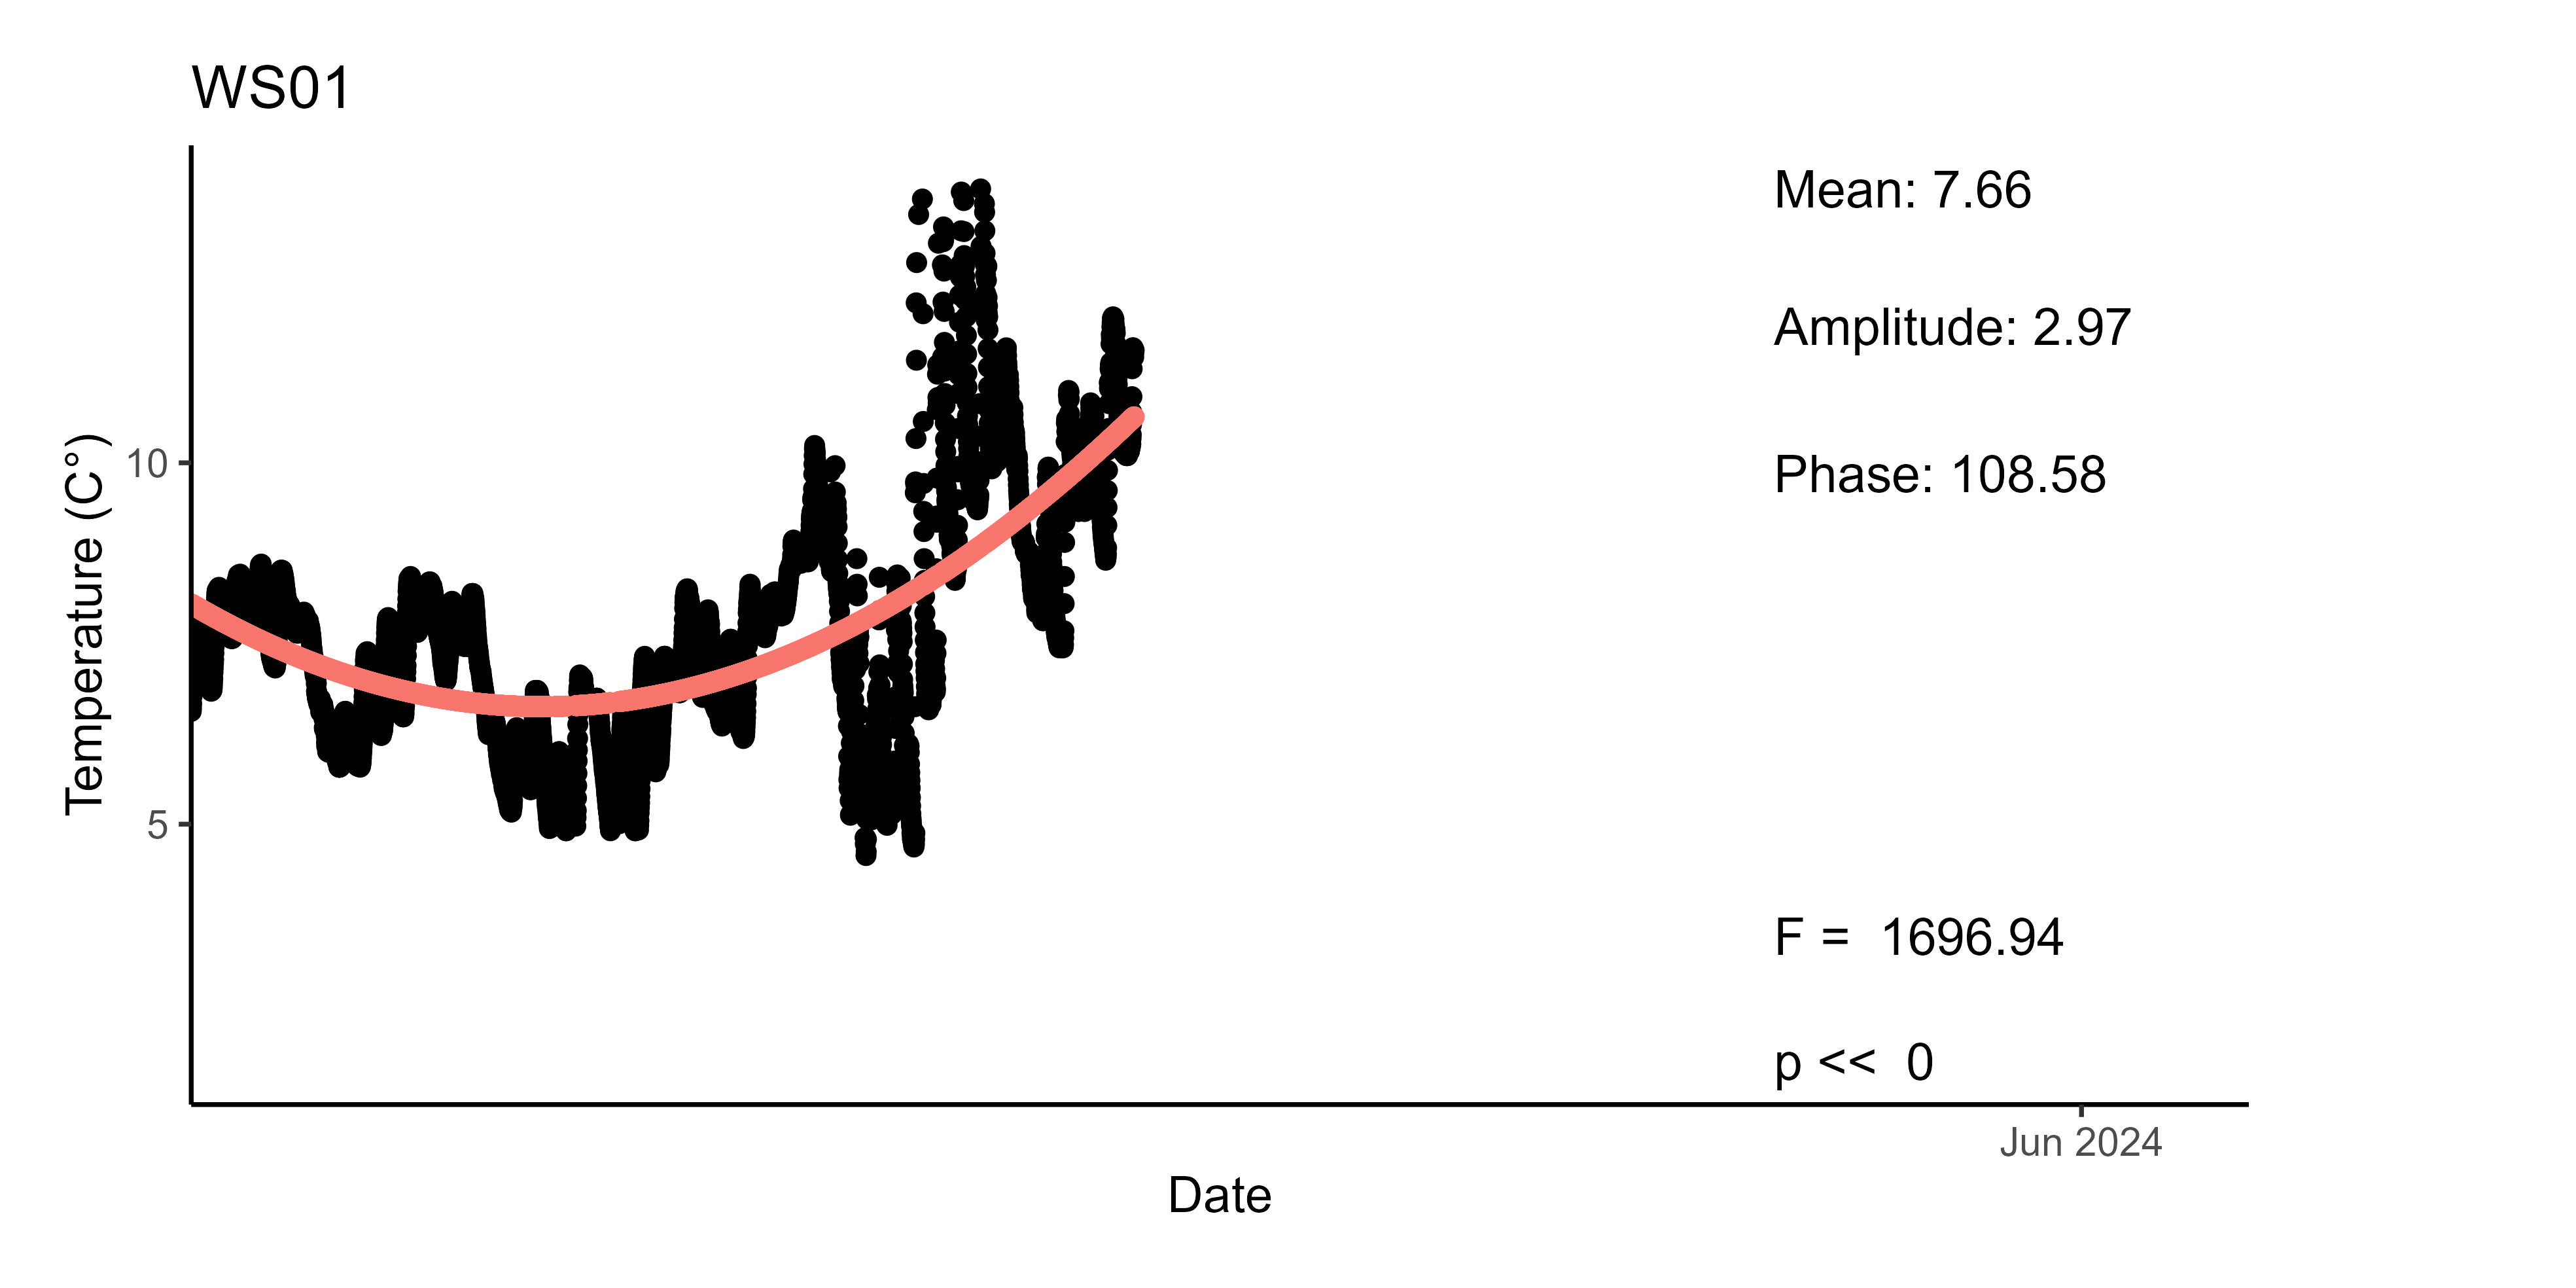 WS01
Mean: 7.66
Amplitude: 2.97
Phase: 108.58
Temperature (C°)
10
5
F =  1696.94
p <<  0
Jun 2024
Date